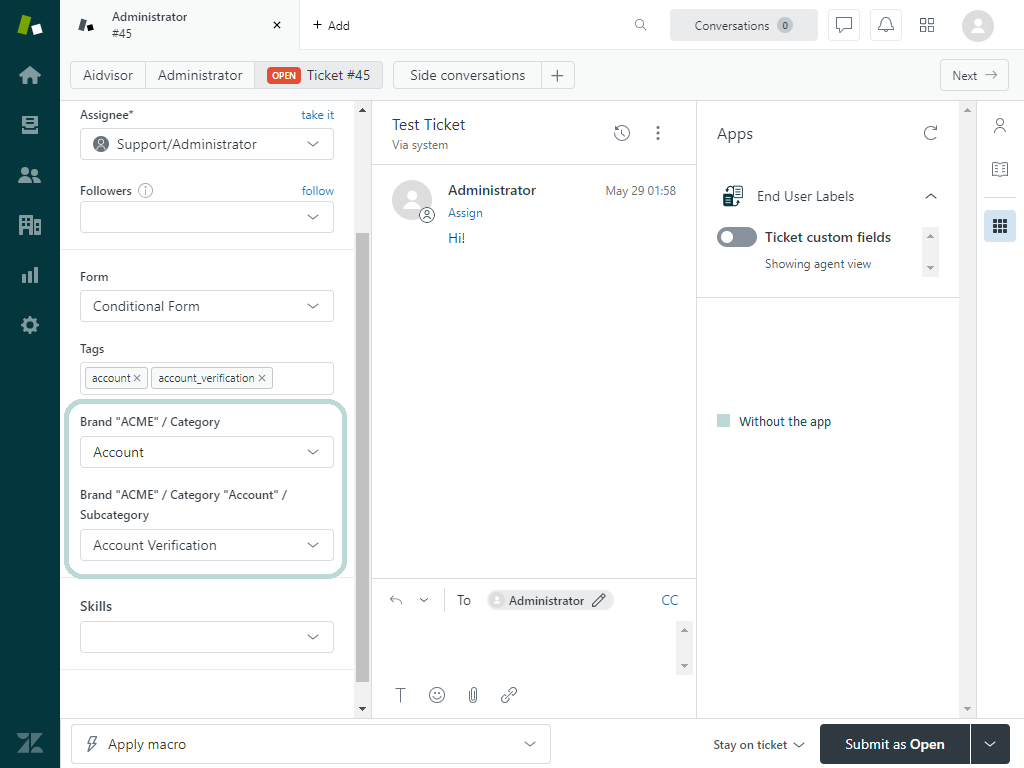 Administrator
#45
+ Add
Conversations 0
Aidvisor
Administrator
OPEN Ticket #45
Side conversations
Next
Assignee*
take it
Support/Administrator
Followers
follow
Form
Conditional Form
Tags
account
account_verification
Brand "ACME" / Category
Account
Brand "ACME" / Category "Account" /
Subcategory
Account Verification
Skills
Test Ticket
Via system
Administrator
May 29 01:58
Assign
Hi!
To
Administrator
CC
Apps
End User Labels
Ticket custom fields
Showing agent view
Without the app
Apply macro
Stay on ticket
Submit as Open